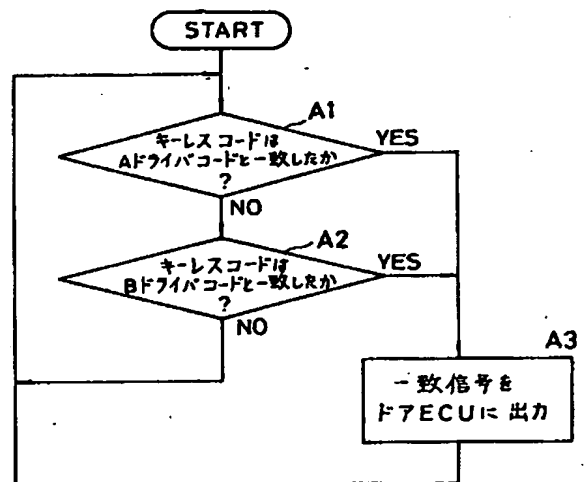 START
A1
キーレスコードは
Aドライバコードと一致したか
?
YES
NO
A2
キーレスコードは
Bドライバコードと一致したか
?
YES
NO
A3
一致信号を
ドアECUに出力